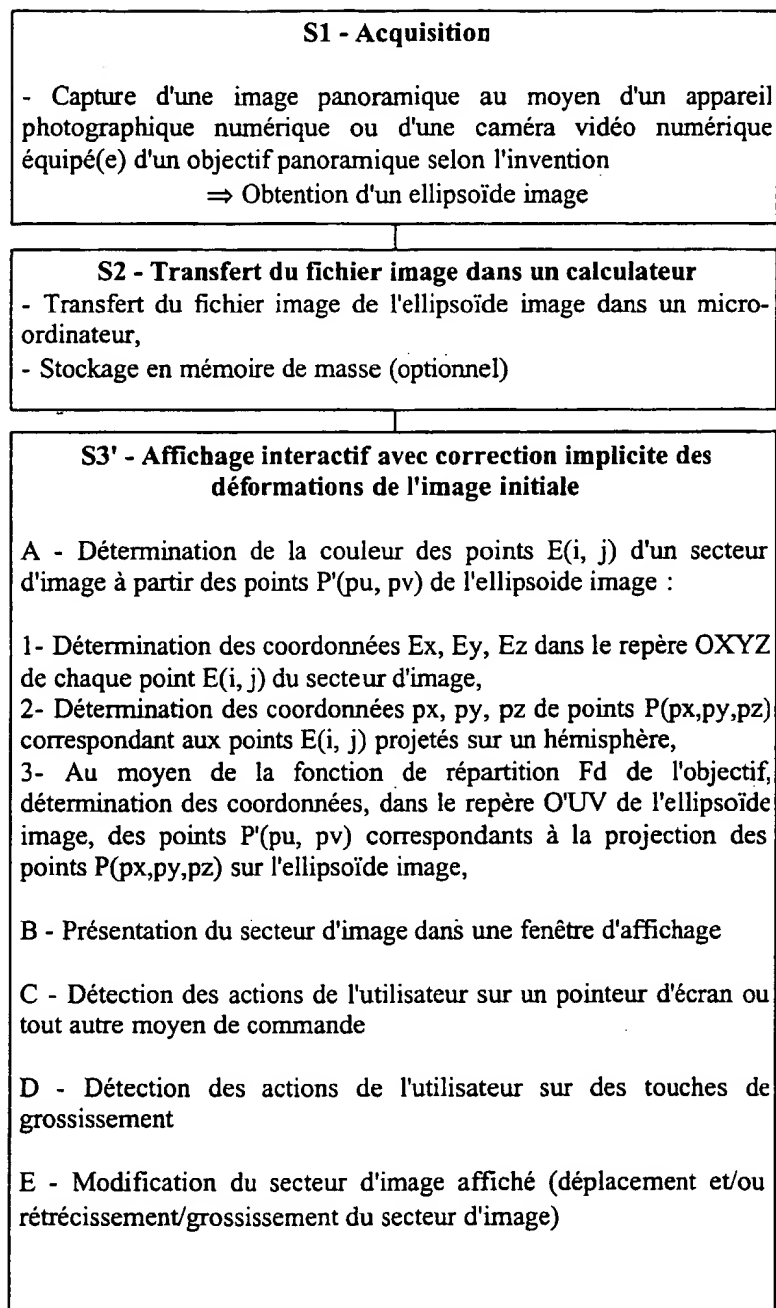 S1 - Acquisition
- Capture d'une image panoramique au moyen d'un appareil
photographique numérique ou d'une caméra vidéo numérique
équipé(e) d'un objectif panoramique selon l'invention
⇒ Obtention d'un ellipsoïde image
S2 - Transfert du fichier image dans un calculateur
- Transfert du fichier image de l'ellipsoïde image dans un micro-
ordinateur,
- Stockage en mémoire de masse (optionnel)
S3' - Affichage interactif avec correction implicite des
déformations de l'image initiale
A - Détermination de la couleur des points E(i, j) d'un secteur
d'image à partir des points P'(pu, pv) de l'ellipsoide image :
1- Détermination des coordonnées Ex, Ey, Ez dans le repère OXYZ
de chaque point E(i, j) du secteur d'image,
2- Détermination des coordonnées px, py, pz de points P(px,py,pz)
correspondant aux points E(i, j) projetés sur un hémisphère,
3- Au moyen de la fonction de répartition Fd de l'objectif,
détermination des coordonnées, dans le repère O'UV de l'ellipsoïde
image, des points P'(pu, pv) correspondants à la projection des
points P(px,py,pz) sur l'ellipsoïde image,
B - Présentation du secteur d'image dans une fenêtre d'affichage
C - Détection des actions de l'utilisateur sur un pointeur d'écran ou
tout autre moyen de commande
D - Détection des actions de l'utilisateur sur des touches de
grossissement
E - Modification du secteur d'image affiché (déplacement et/ou
rétrécissement/grossissement du secteur d'image)